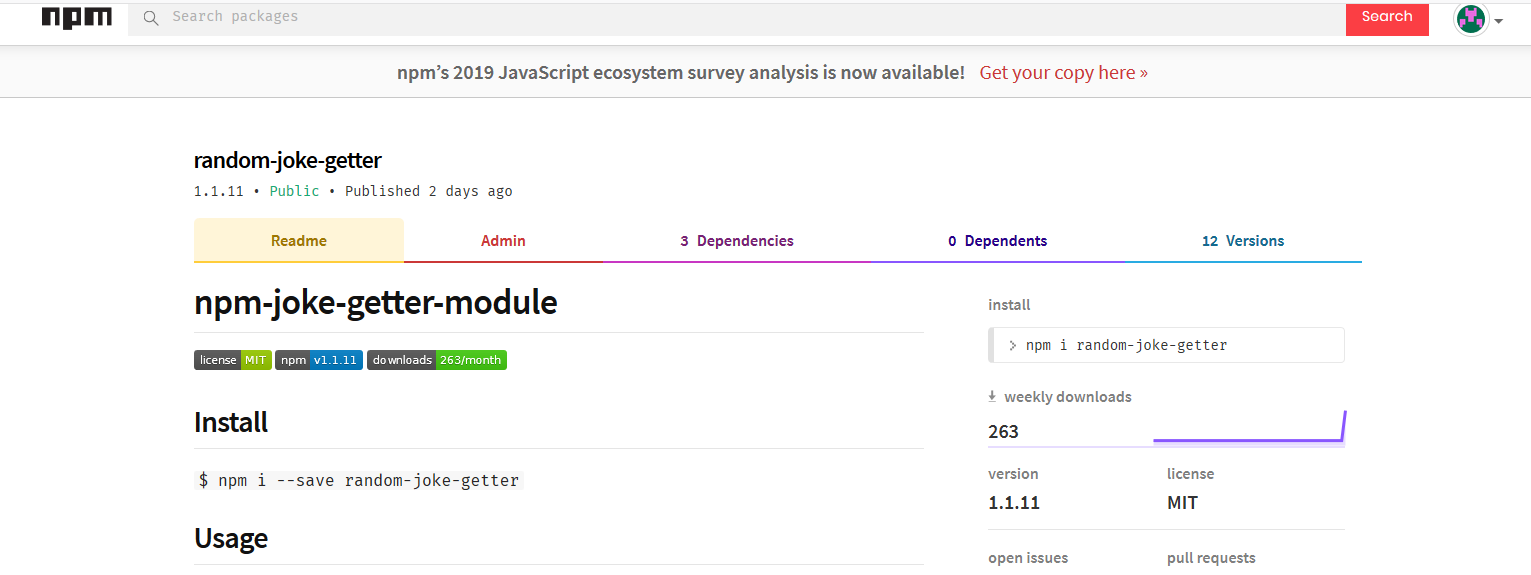 npm
Search packages
Search
npm’s 2019 JavaScript ecosystem survey analysis is now available! Get your copy here »
random-joke-getter
1.1.11 • Public • Published 2 days ago
Readme
Admin
3 Dependencies
0 Dependents
12 Versions
npm-joke-getter-module
license MIT npm v1.1.11 downloads 263/month
Install
$ npm i --save random-joke-getter
Usage
install
> npm i random-joke-getter
weekly downloads
263
version
1.1.11
license
MIT
open issues
pull requests